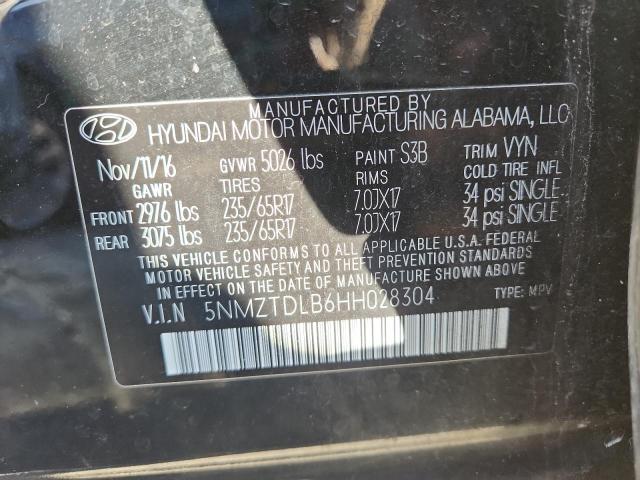 MANUFACTURED BY
HYUNDAI MOTOR MANUFACTURING ALABAMA, LLC
Nov/11/16 GVWR 5026 lbs PAINT S3B TRIM VYN
GAWR TIRES RIMS COLD TIRE INFL
FRONT 2976 lbs 235/65R17 7.0JX17 34 psi SINGLE
REAR 3075 lbs 235/65R17 7.0JX17 34 psi SINGLE
THIS VEHICLE CONFORMS TO ALL APPLICABLE U.S.A. FEDERAL
MOTOR VEHICLE SAFETY AND THEFT PREVENTION STANDARDS
IN EFFECT ON THE DATE OF MANUFACTURE SHOWN ABOVE.
V.I.N 5NMZTDLB6HH028304 TYPE: MPV